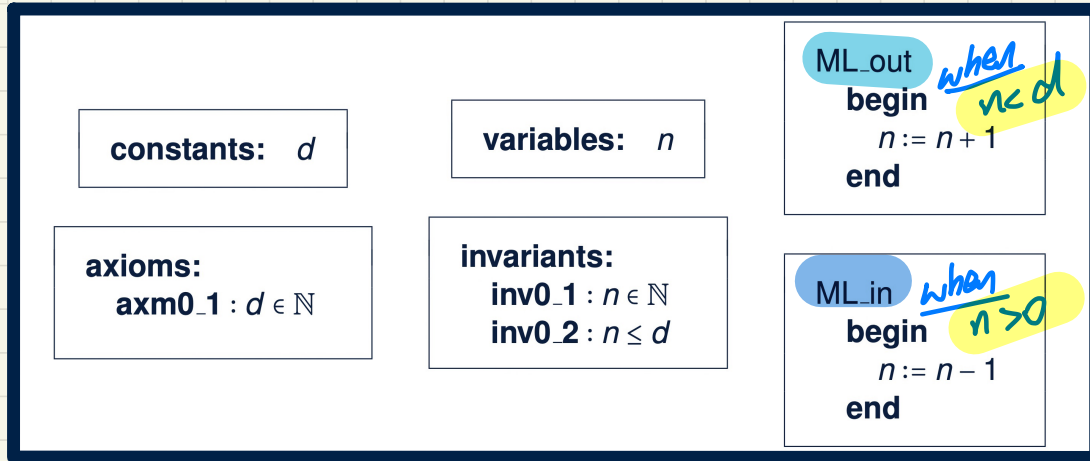 constants: d
axioms:
axm0_1 : d ∈ ℕ
variables: n
invariants:
inv0_1 : n ∈ ℕ
inv0_2 : n ≤ d
ML_out when
begin n< d
n := n + 1
end
ML_in when
begin n >0
n := n − 1
end